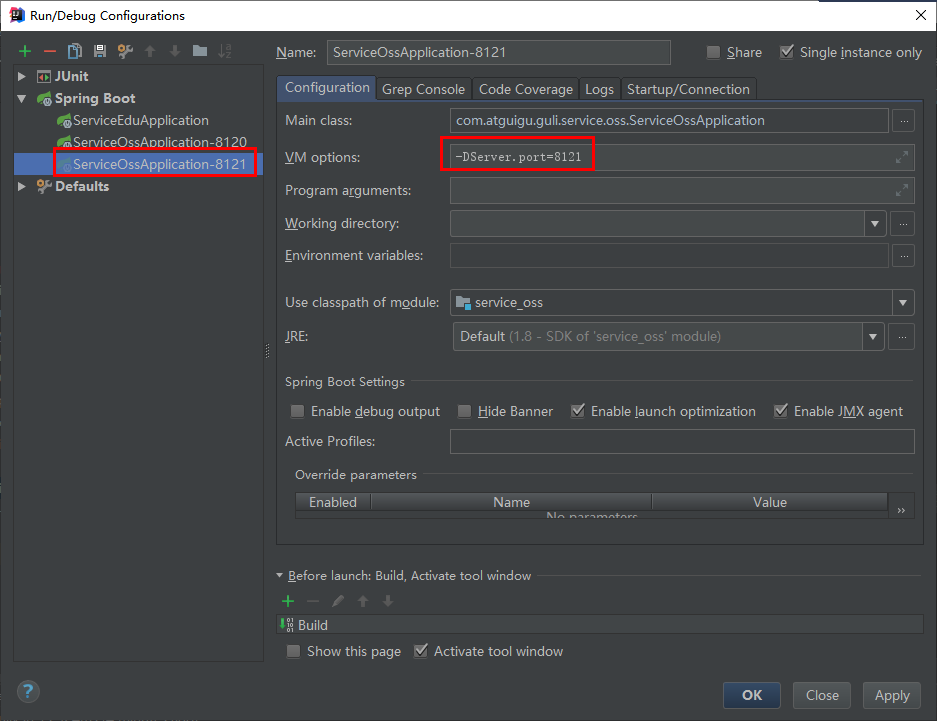 Run/Debug Configurations
Name: ServiceOssApplication-8121 Share Single instance only
JUnit
Spring Boot
ServiceEduApplication
ServiceOssApplication-8120
ServiceOssApplication-8121
Defaults
Configuration Grep Console Code Coverage Logs Startup/Connection
Main class: com.atguigu.guli.service.oss.ServiceOssApplication ...
VM options: -DServer.port=8121
Program arguments:
Working directory: ...
Environment variables: ...
Use classpath of module: service_oss
JRE: Default (1.8 - SDK of 'service_oss' module) ...
Spring Boot Settings
Enable debug output Hide Banner Enable launch optimization Enable JMX agent
Active Profiles:
Override parameters
Enabled Name Value
No parameters
Before launch: Build, Activate tool window
Build
Show this page Activate tool window
? OK Close Apply